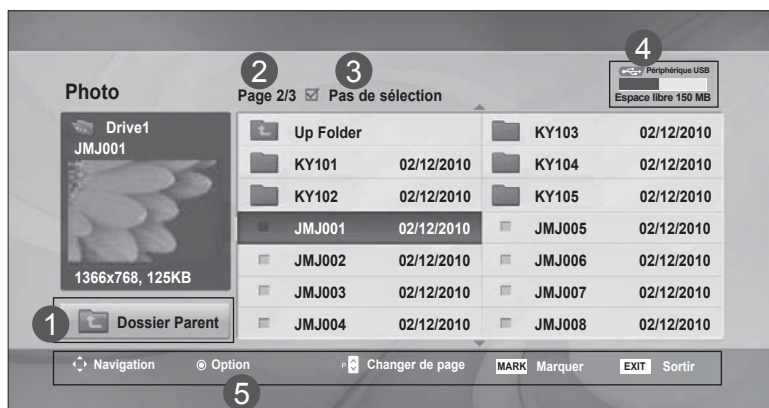 2
3
4
Périphérique USB
Photo
Page 2/3 Pas de sélection
Espace libre 150 MB
Drive1
JMJ001
1366x768, 125KB
1
Dossier Parent
Up Folder
KY101 02/12/2010
KY102 02/12/2010
JMJ001 02/12/2010
JMJ002 02/12/2010
JMJ003 02/12/2010
JMJ004 02/12/2010
KY103 02/12/2010
KY104 02/12/2010
KY105 02/12/2010
JMJ005 02/12/2010
JMJ006 02/12/2010
JMJ007 02/12/2010
JMJ008 02/12/2010
Navigation Option P Changer de page MARK Marquer EXIT Sortir
5